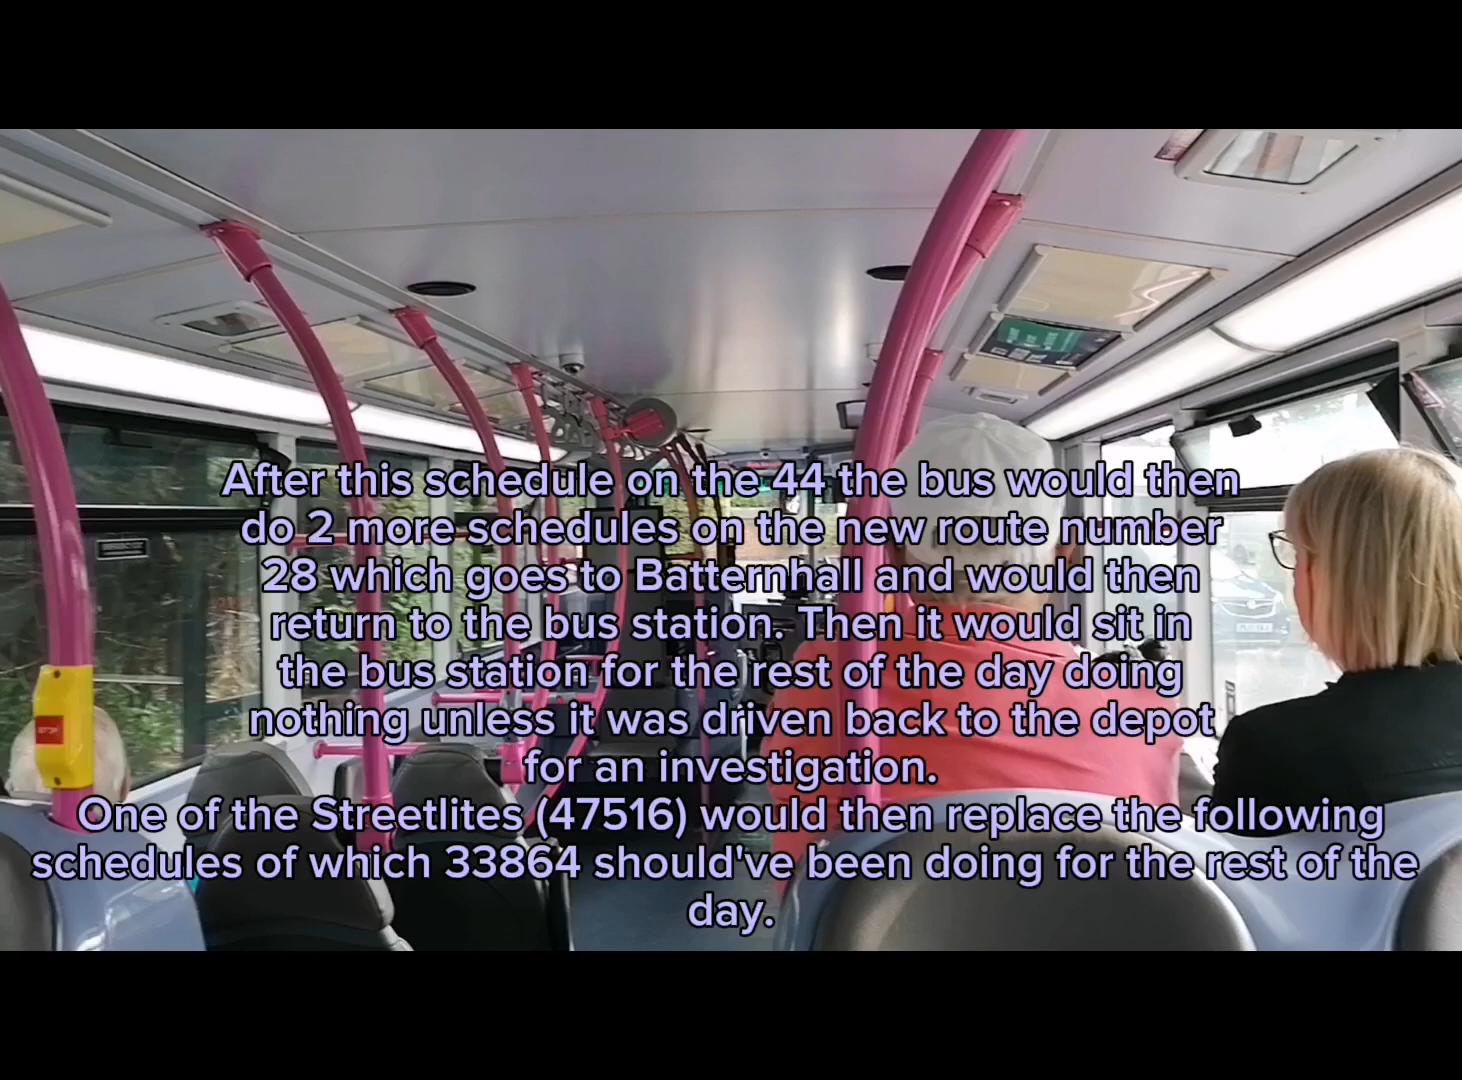 After this schedule on the 44 the bus would then
do 2 more schedules on the new route number
28 which goes to Batternhall and would then
return to the bus station. Then it would sit in
the bus station for the rest of the day doing
nothing unless it was driven back to the depot
for an investigation.
One of the Streetlites (47516) would then replace the following
schedules of which 33864 should've been doing for the rest of the
day.